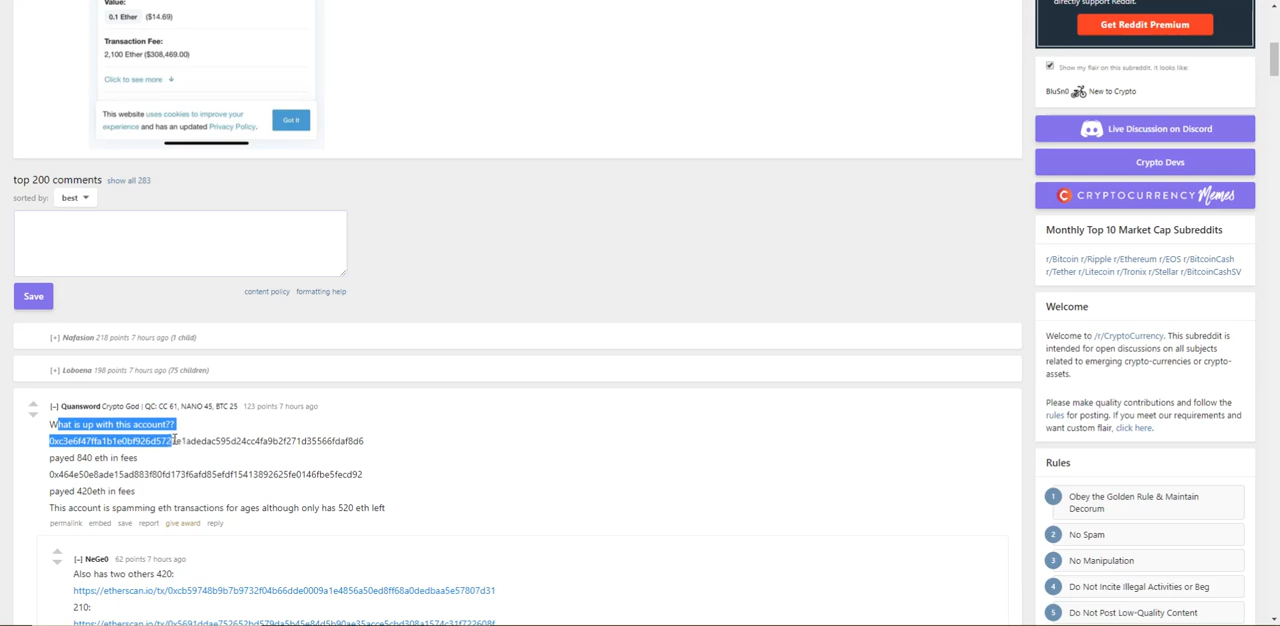 Value:
0.1 Ether ($14.69)
Transaction Fee:
2,100 Ether ($308,469.00)
Click to see more
This website uses cookies to improve your
experience and has an updated Privacy Policy.
Got It
top 200 comments show all 283
sorted by: best
Save
content policy formatting help
[+] Nafasion 218 points 7 hours ago (1 child)
[+] Loboena 198 points 7 hours ago (75 children)
[–] Quansword Crypto God | QC: CC 61, NANO 45, BTC 25 123 points 7 hours ago
What is up with this account??
0xc3e6f47ffa1b1e0bf926d572e1adedac595d24cc4fa9b2f271d35566fdaf8d6
payed 840 eth in fees
0x464e50e8ade15ad883f80fd173f6afd85efdf15413892625fe0146fbe5fecd92
payed 420eth in fees
This account is spamming eth transactions for ages although only has 520 eth left
permalink embed save report give award reply
[–] NeGe0 62 points 7 hours ago
Also has two others 420:
https://etherscan.io/tx/0xcb59748b9b7b9732f04b66dde0009a1e4856a50ed8ff68a0dedbaa5e57807d31
210:
directly support Reddit.
Get Reddit Premium
Show my flair on this subreddit. It looks like:
BluSn0 New to Crypto
Live Discussion on Discord
Crypto Devs
CRYPTOCURRENCY Memes
Monthly Top 10 Market Cap Subreddits
r/Bitcoin r/Ripple r/Ethereum r/EOS r/BitcoinCash
r/Tether r/Litecoin r/Tronix r/Stellar r/BitcoinCashSV
Welcome
Welcome to /r/CryptoCurrency. This subreddit is
intended for open discussions on all subjects
related to emerging crypto-currencies or crypto-
assets.
Please make quality contributions and follow the
rules for posting. If you meet our requirements and
want custom flair, click here.
Rules
1 Obey the Golden Rule & Maintain
Decorum
2 No Spam
3 No Manipulation
4 Do Not Incite Illegal Activities or Beg
5 Do Not Post Low-Quality Content